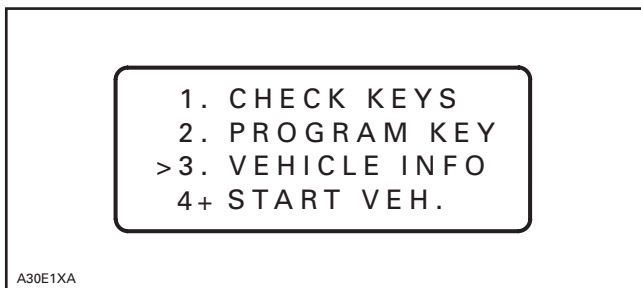 1. CHECK KEYS
2. PROGRAM KEY
>3. VEHICLE INFO
4+ START VEH.
A30E1XA